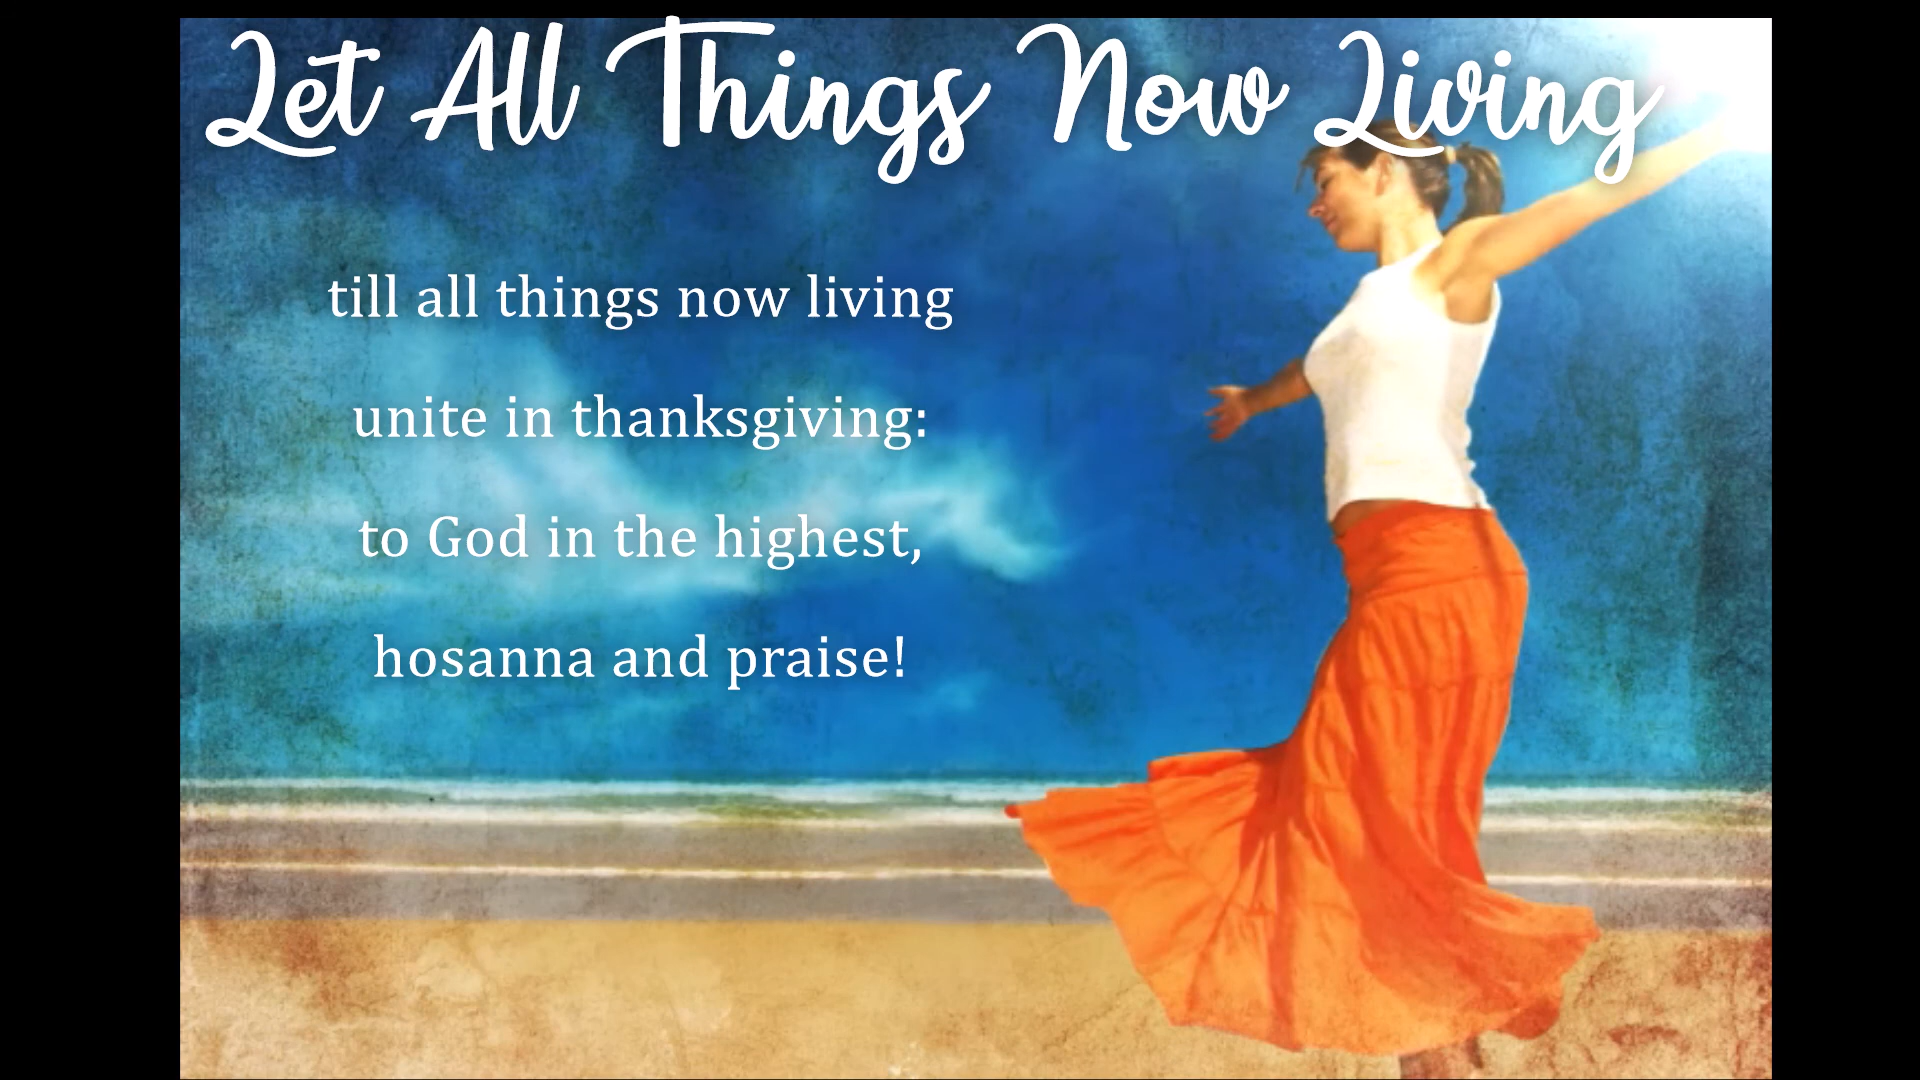 Let All Things Now Living
till all things now living
unite in thanksgiving:
to God in the highest,
hosanna and praise!